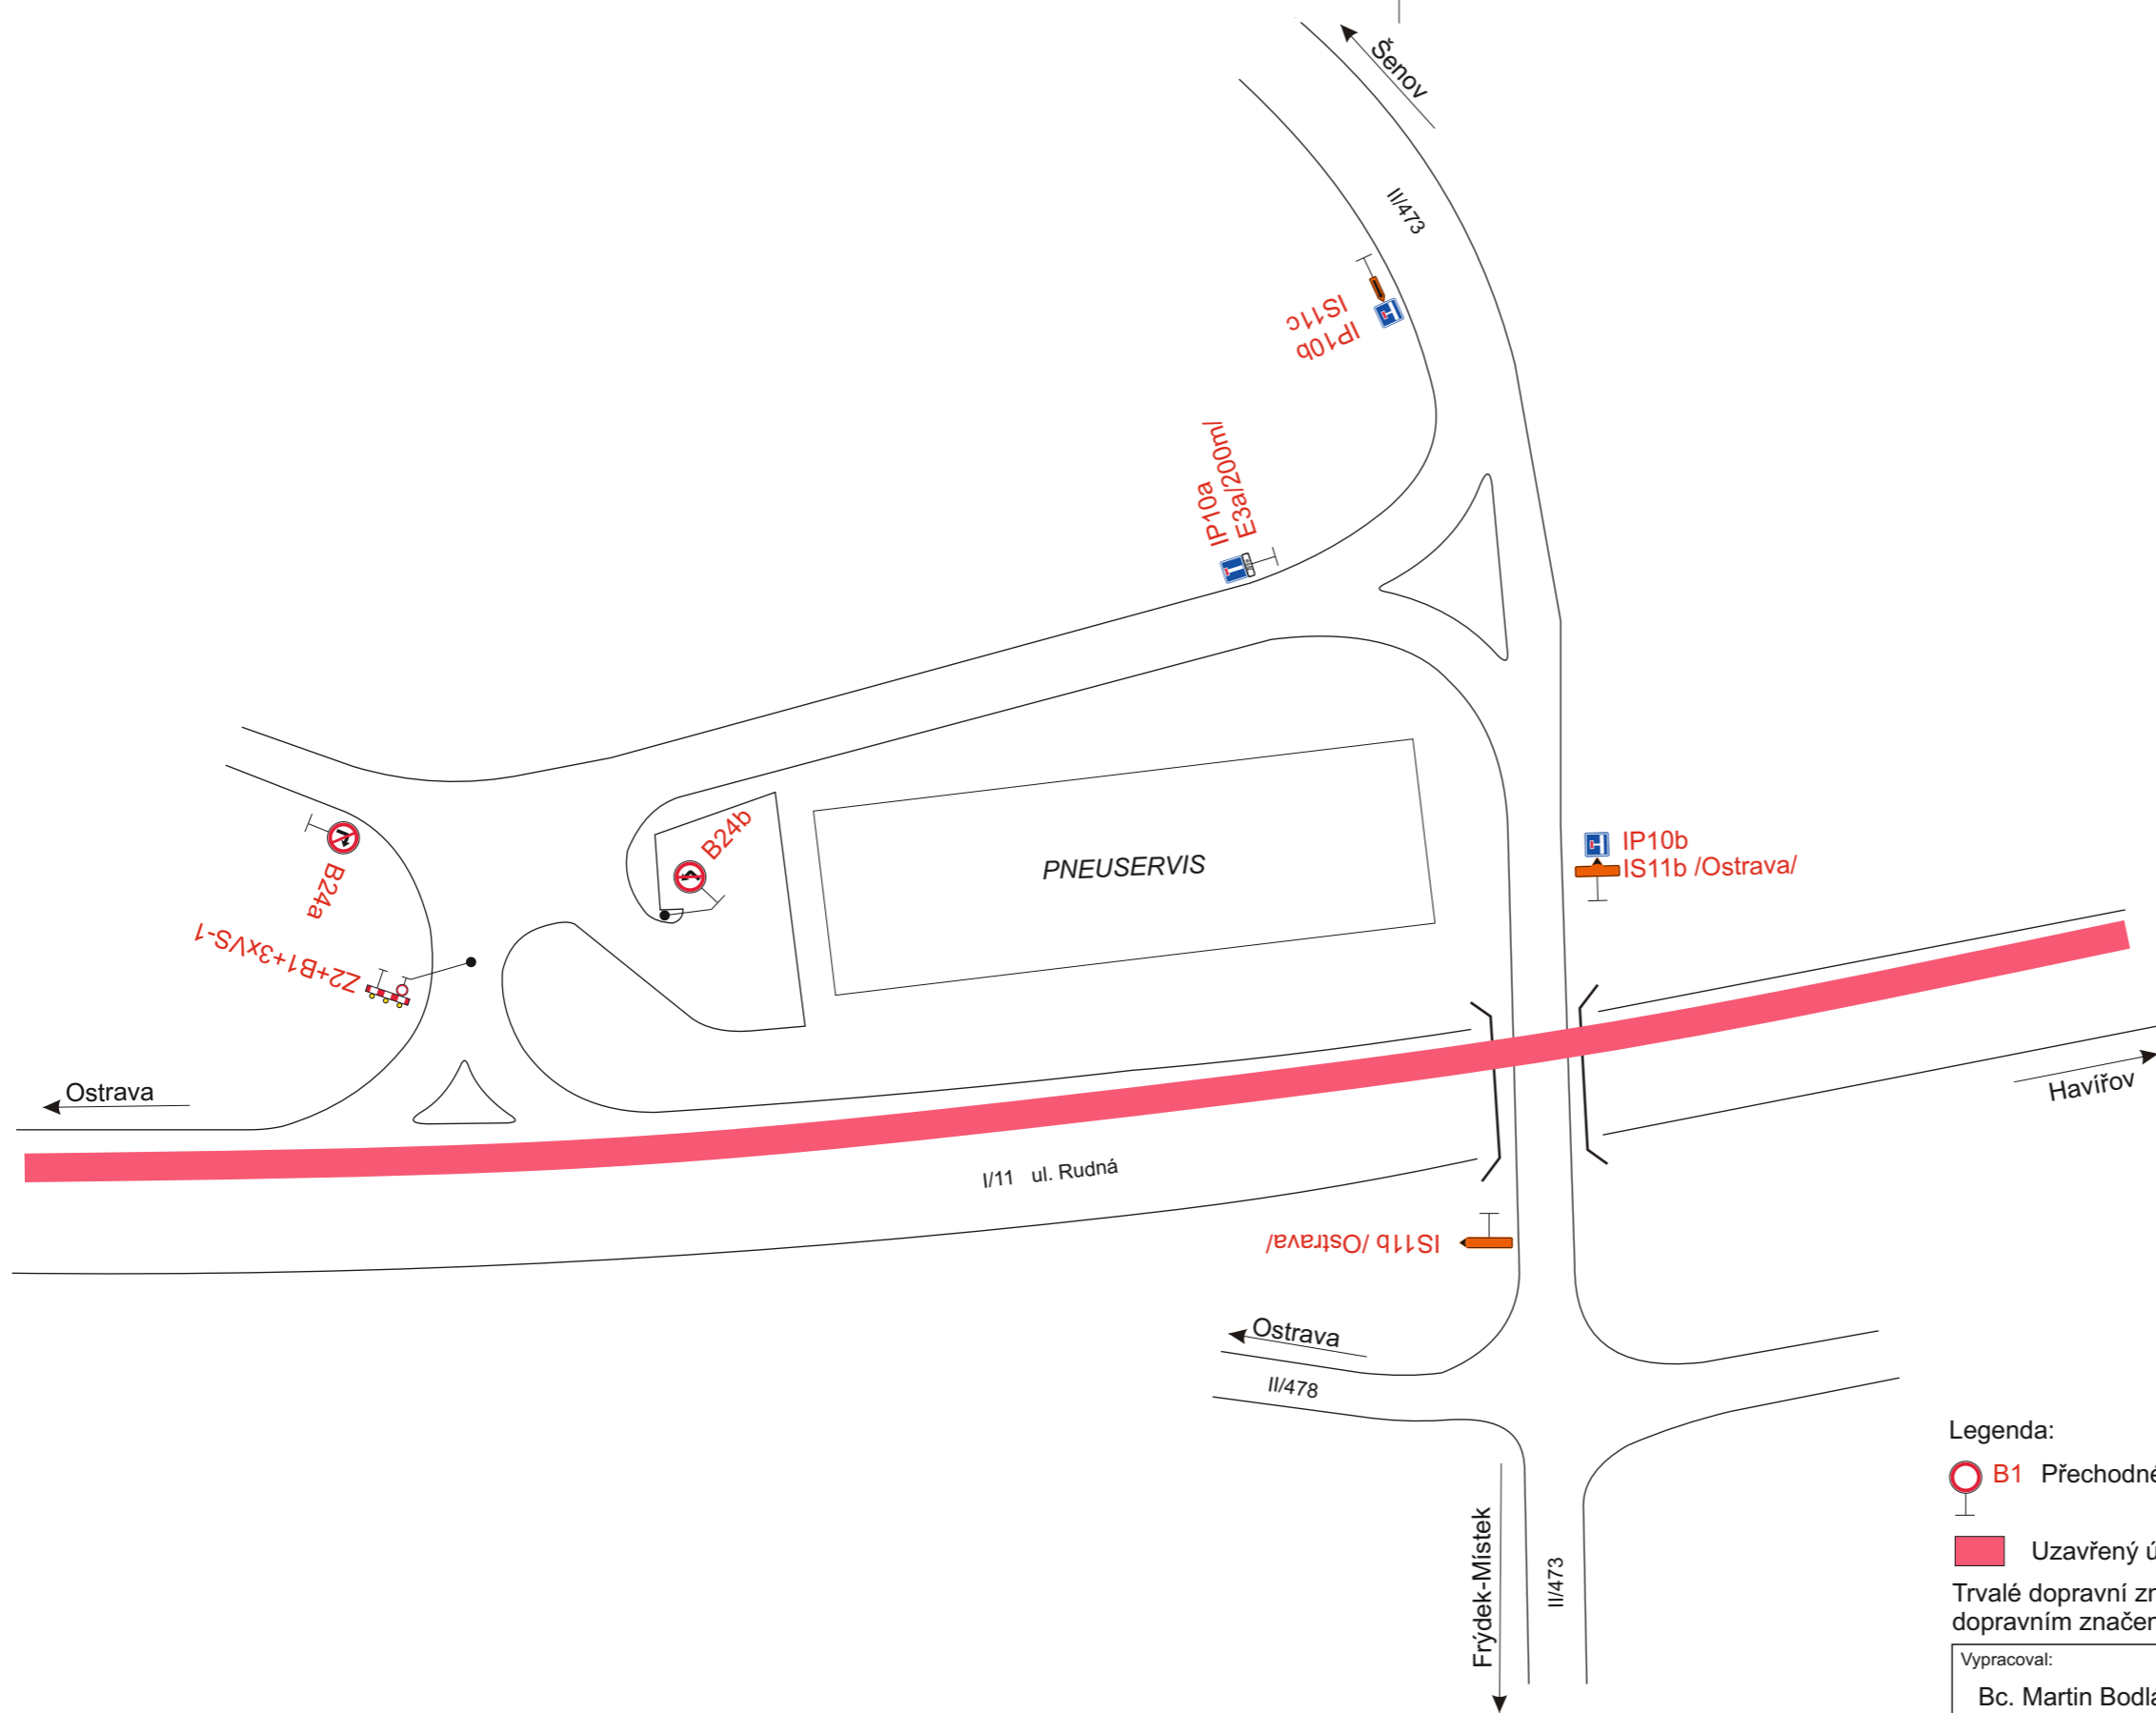 Šenov
II/473
IS11c
IP10b
IP10a
E3a/200m/
B24b
PNEUSERVIS
IP10b
IS11b /Ostrava/
B24a
Z2+B1+3xVS-1
Ostrava
Havířov
I/11 ul. Rudná
IS11b /Ostrava/
Ostrava
II/478
Frýdek-Místek
II/473
Legenda:
B1 Přechodné
Uzavřený ú
Trvalé dopravní zn
dopravním značen
Vypracoval:
Bc. Martin Bodla